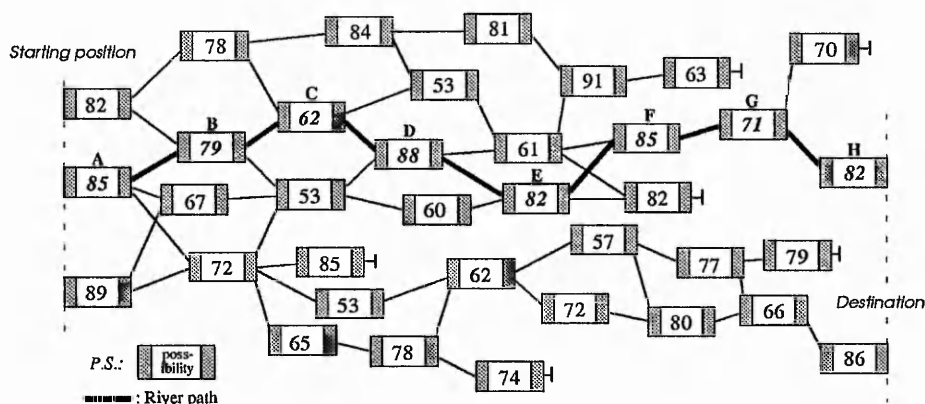 78
84
81
70
Starting position
53
91
63
82
C
62
B
79
D
88
61
F
85
G
71
A
85
H
82
67
53
60
E
82
82
89
72
85
62
57
77
79
53
72
80
66
Destination
65
78
74
86
P.S.:
poss-
ibility
: River path